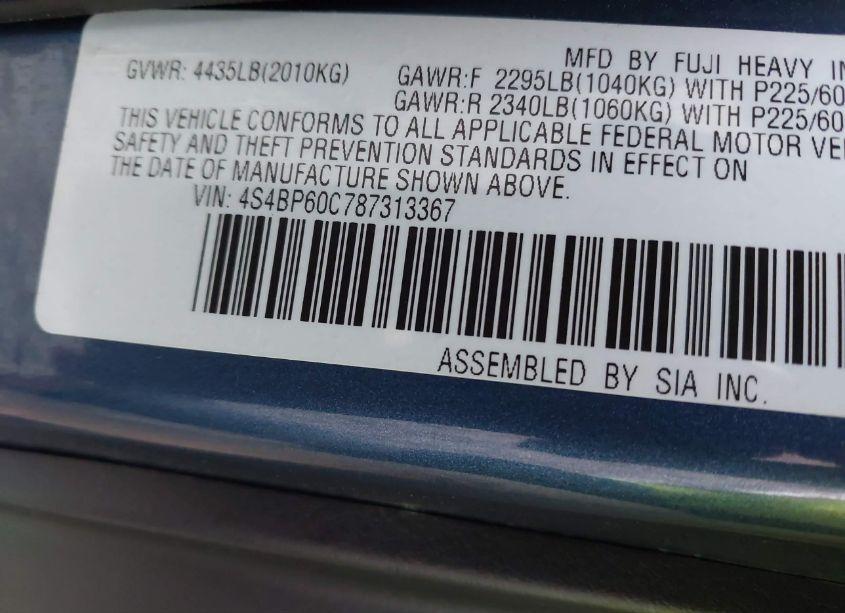 MFD BY FUJI HEAVY
GVWR: 4435LB(2010KG) GAWR:F 2295LB(1040KG) WITH P225/60
GAWR:R 2340LB(1060KG) WITH P225/60
THIS VEHICLE CONFORMS TO ALL APPLICABLE FEDERAL MOTOR
SAFETY AND THEFT PREVENTION STANDARDS IN EFFECT ON
THE DATE OF MANUFACTURE SHOWN ABOVE.
VIN: 4S4BP60C787313367
ASSEMBLED BY SIA INC.